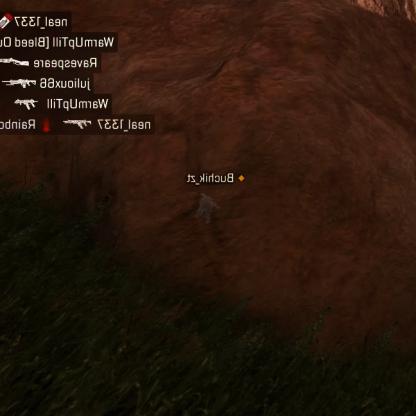 neal_1337
WarmUpTill [Bleed Ou
Ravespeare
julioux66
WarmUpTill
neal_1337 Rainbo
Buchik_zt